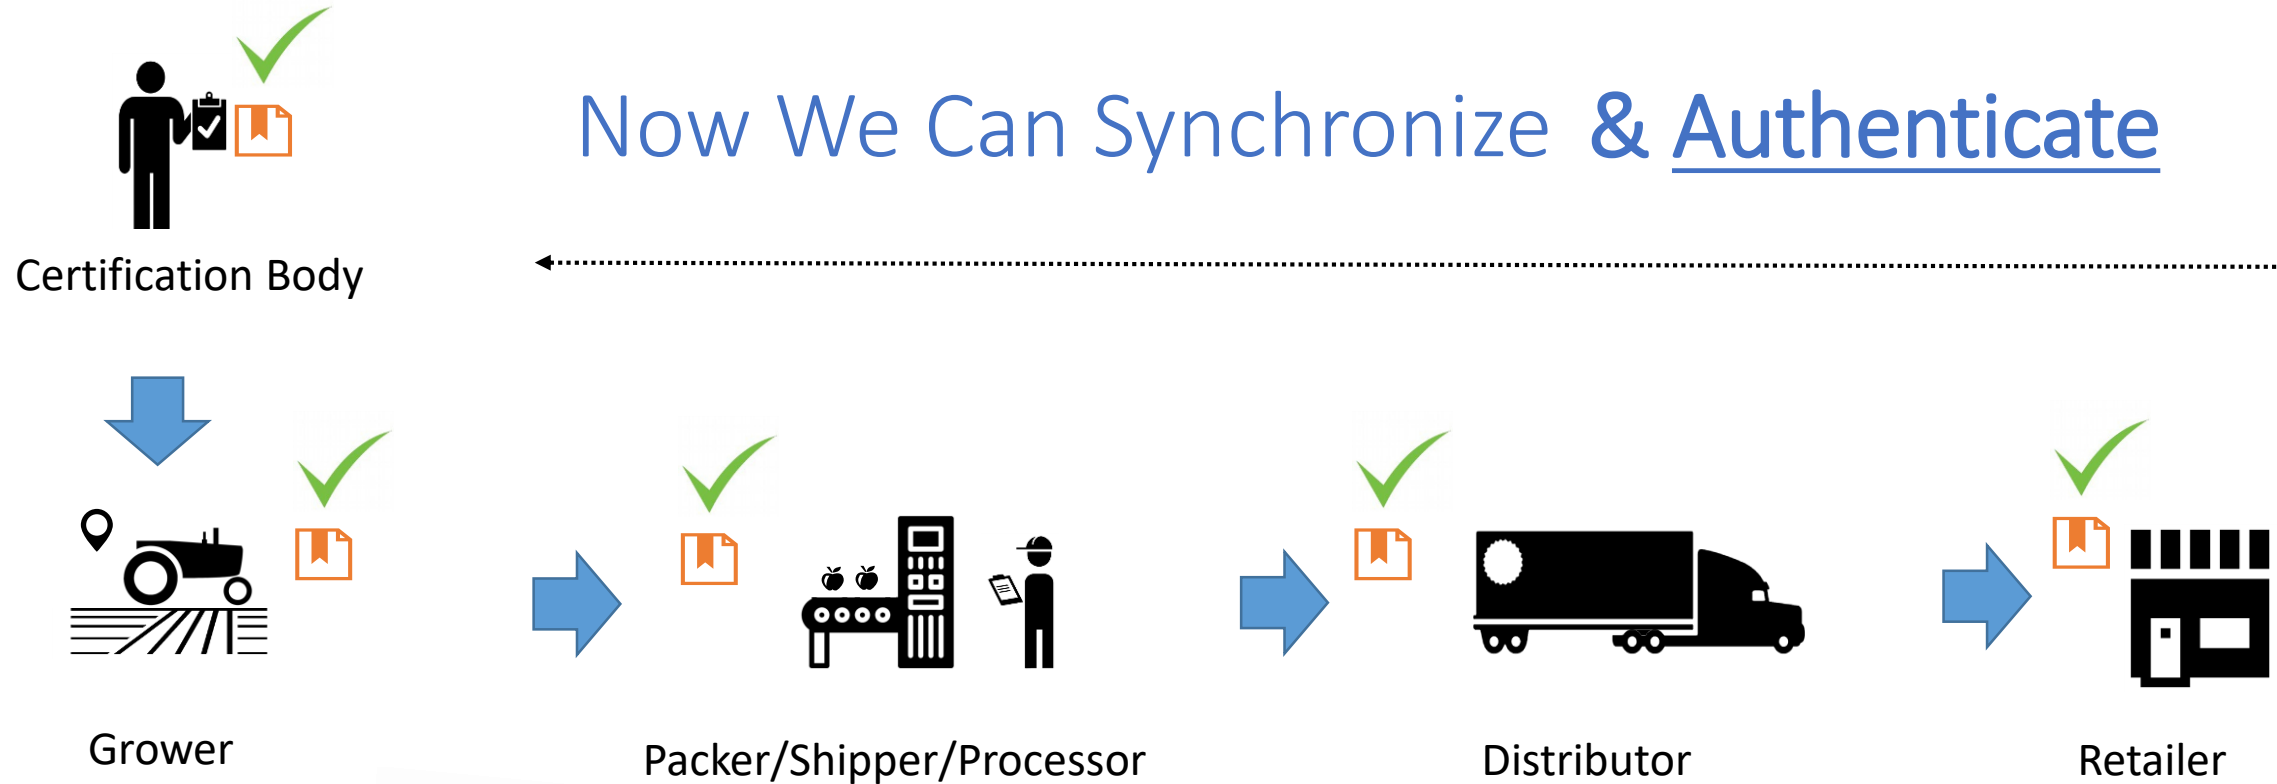 Now We Can Synchronize & Authenticate
Certification Body
Grower
Packer/Shipper/Processor
Distributor
Retailer